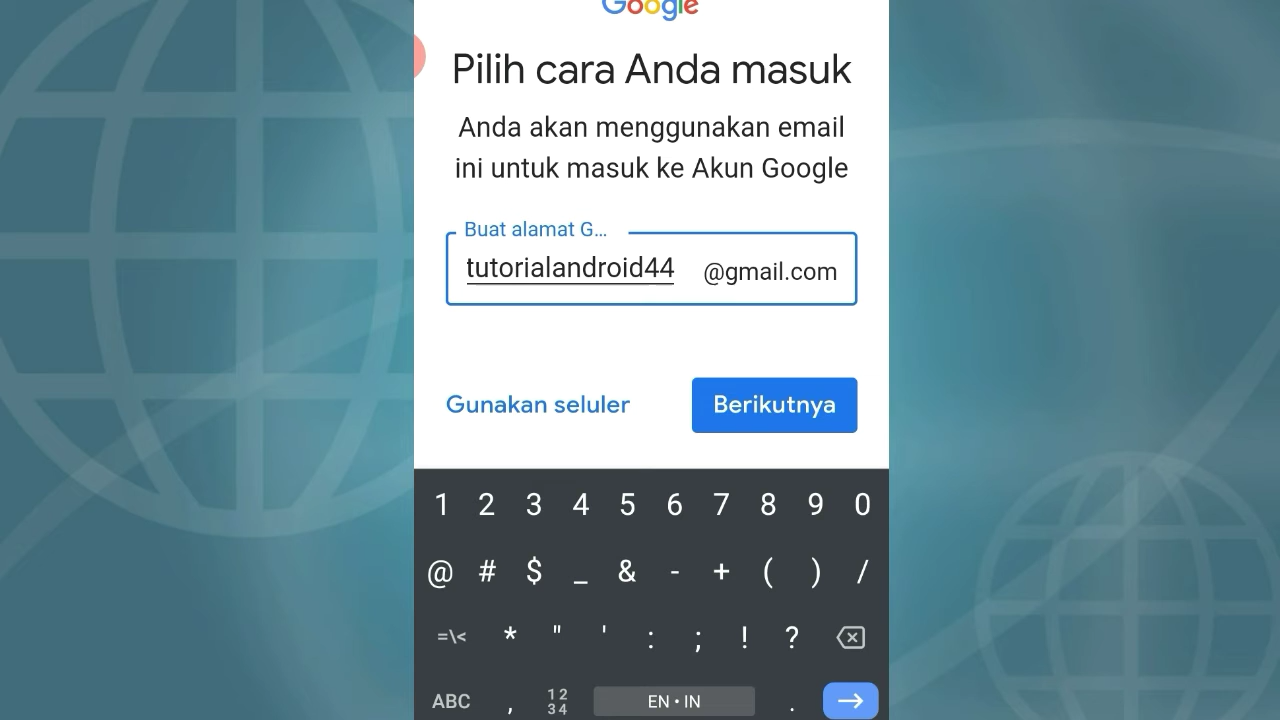 Google
Pilih cara Anda masuk
Anda akan menggunakan email
ini untuk masuk ke Akun Google
Buat alamat G...
tutorialandroid44 @gmail.com
Gunakan seluler Berikutnya
1 2 3 4 5 6 7 8 9 0
@ # $ _ & - + ( ) /
=\< * " ' : ; ! ?
ABC , 12 34 EN • IN .